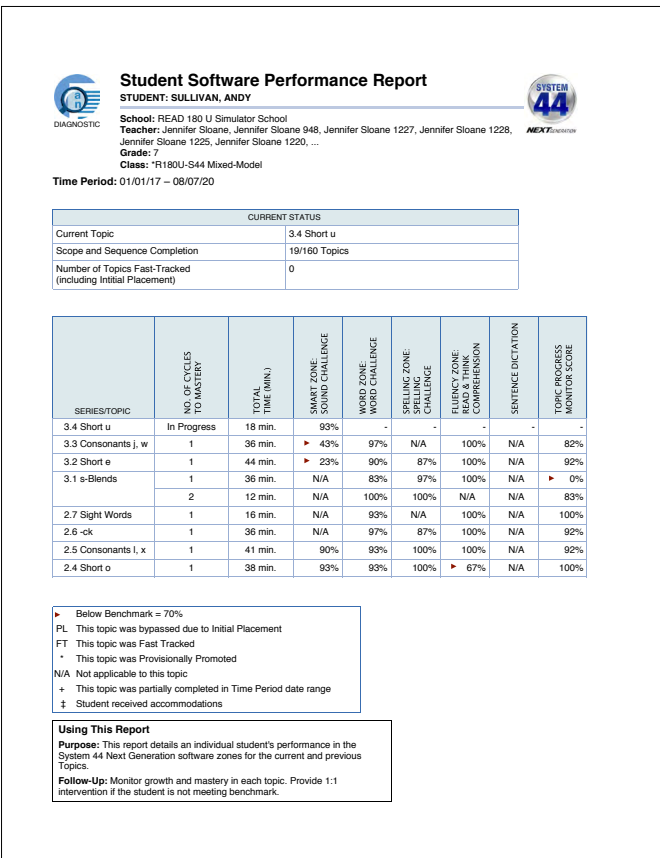 Student Software Performance Report
STUDENT: SULLIVAN, ANDY
an
DIAGNOSTIC
SYSTEM
44
NEXT GENERATION
School: READ 180 U Simulator School
Teacher: Jennifer Sloane, Jennifer Sloane 948, Jennifer Sloane 1227, Jennifer Sloane 1228,
Jennifer Sloane 1225, Jennifer Sloane 1220, ...
Grade: 7
Class: *R180U-S44 Mixed-Model
Time Period: 01/01/17 – 08/07/20
CURRENT STATUS
Current Topic 3.4 Short u
Scope and Sequence Completion 19/160 Topics
Number of Topics Fast-Tracked 0
(including Intitial Placement)
SERIES/TOPIC
NO. OF CYCLES
TO MASTERY
TOTAL
TIME (MIN.)
SMART ZONE:
SOUND CHALLENGE
WORD ZONE:
WORD CHALLENGE
SPELLING ZONE:
SPELLING
CHALLENGE
FLUENCY ZONE:
READ & THINK
COMPREHENSION
SENTENCE DICTATION
TOPIC PROGRESS
MONITOR SCORE
3.4 Short u In Progress 18 min. 93% - - - - -
3.3 Consonants j, w 1 36 min. ► 43% 97% N/A 100% N/A 82%
3.2 Short e 1 44 min. ► 23% 90% 87% 100% N/A 92%
3.1 s-Blends 1 36 min. N/A 83% 97% 100% N/A ► 0%
2 12 min. N/A 100% 100% N/A N/A 83%
2.7 Sight Words 1 16 min. N/A 93% N/A 100% N/A 100%
2.6 -ck 1 36 min. N/A 97% 87% 100% N/A 92%
2.5 Consonants l, x 1 41 min. 90% 93% 100% 100% N/A 92%
2.4 Short o 1 38 min. 93% 93% 100% ► 67% N/A 100%
► Below Benchmark = 70%
PL This topic was bypassed due to Initial Placement
FT This topic was Fast Tracked
* This topic was Provisionally Promoted
N/A Not applicable to this topic
+ This topic was partially completed in Time Period date range
‡ Student received accommodations
Using This Report
Purpose: This report details an individual student's performance in the
System 44 Next Generation software zones for the current and previous
Topics.
Follow-Up: Monitor growth and mastery in each topic. Provide 1:1
intervention if the student is not meeting benchmark.